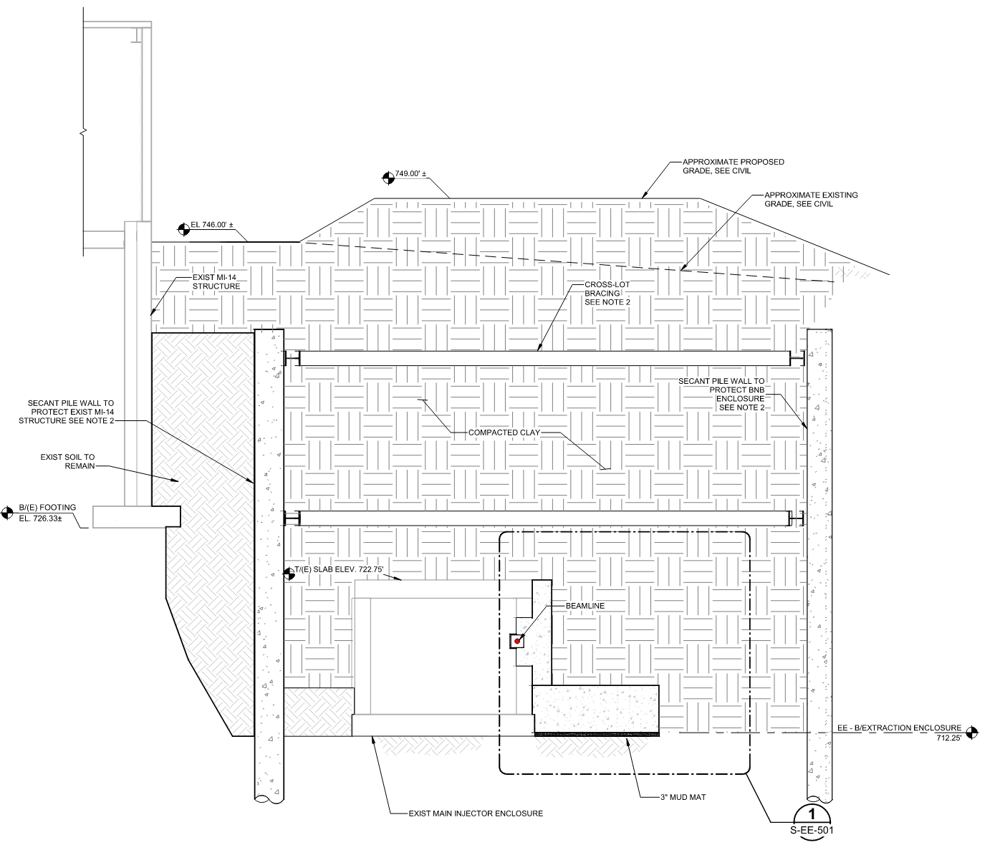 APPROXIMATE PROPOSED
GRADE, SEE CIVIL
749.00' ±
APPROXIMATE EXISTING
GRADE, SEE CIVIL
EL 746.00' ±
EXIST MI-14
STRUCTURE
CROSS-LOT
BRACING
SEE NOTE 2
SECANT PILE WALL TO
PROTECT BNB
ENCLOSURE
SEE NOTE 2
SECANT PILE WALL TO
PROTECT EXIST MI-14
STRUCTURE SEE NOTE 2
COMPACTED CLAY
EXIST SOIL TO
REMAIN
B/(E) FOOTING
EL. 726.33±
T/(E) SLAB ELEV. 722.75'
BEAMLINE
EE - B/EXTRACTION ENCLOSURE
712.25'
3" MUD MAT
EXIST MAIN INJECTOR ENCLOSURE
1
S-EE-501